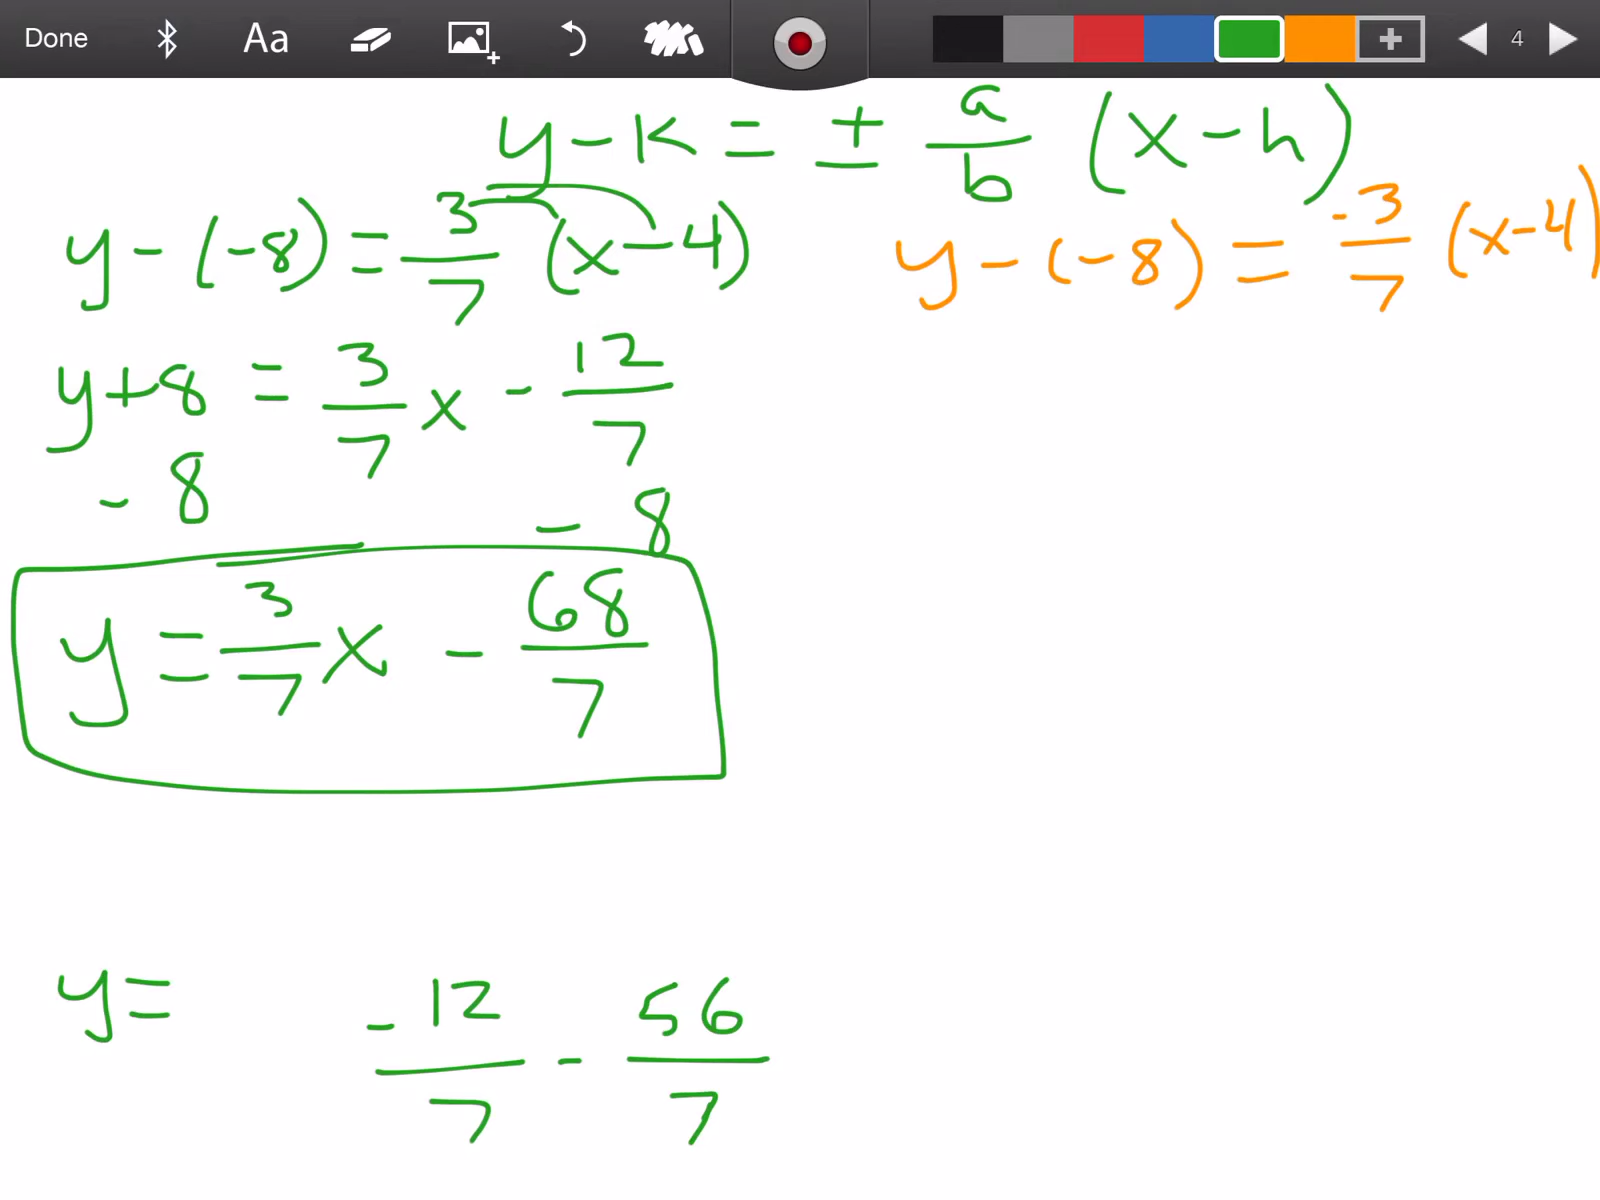 Done Aa 4
y - k = ± a/b (x - h)
y - (-8) = 3/7 (x - 4)
y - (-8) = -3/7 (x - 4)
y + 8 = 3/7 x - 12/7
- 8 - 8
y = 3/7 x - 68/7
y = -12/7 - 56/7